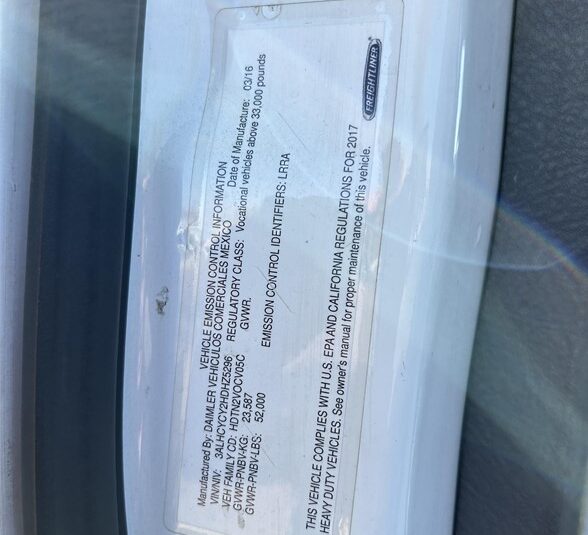 VEHICLE EMISSION CONTROL INFORMATION
Manufactured By: DAIMLER VEHICULOS COMERCIALES MEXICO
VIN/NIV: 3ALHCYCY2HDHZ5296 Date of Manufacture: 03/16
VEH FAMILY CD: HDTN2VOCV05C REGULATORY CLASS: Vocational vehicles above 33,000 pounds
GVWR-PNBV-KG: 23,587 GVWR.
GVWR-PNBV-LBS: 52,000
EMISSION CONTROL IDENTIFIERS: LRRA
THIS VEHICLE COMPLIES WITH U.S. EPA AND CALIFORNIA REGULATIONS FOR 2017
HEAVY DUTY VEHICLES. See owner's manual for proper maintenance of this vehicle.
FREIGHTLINER